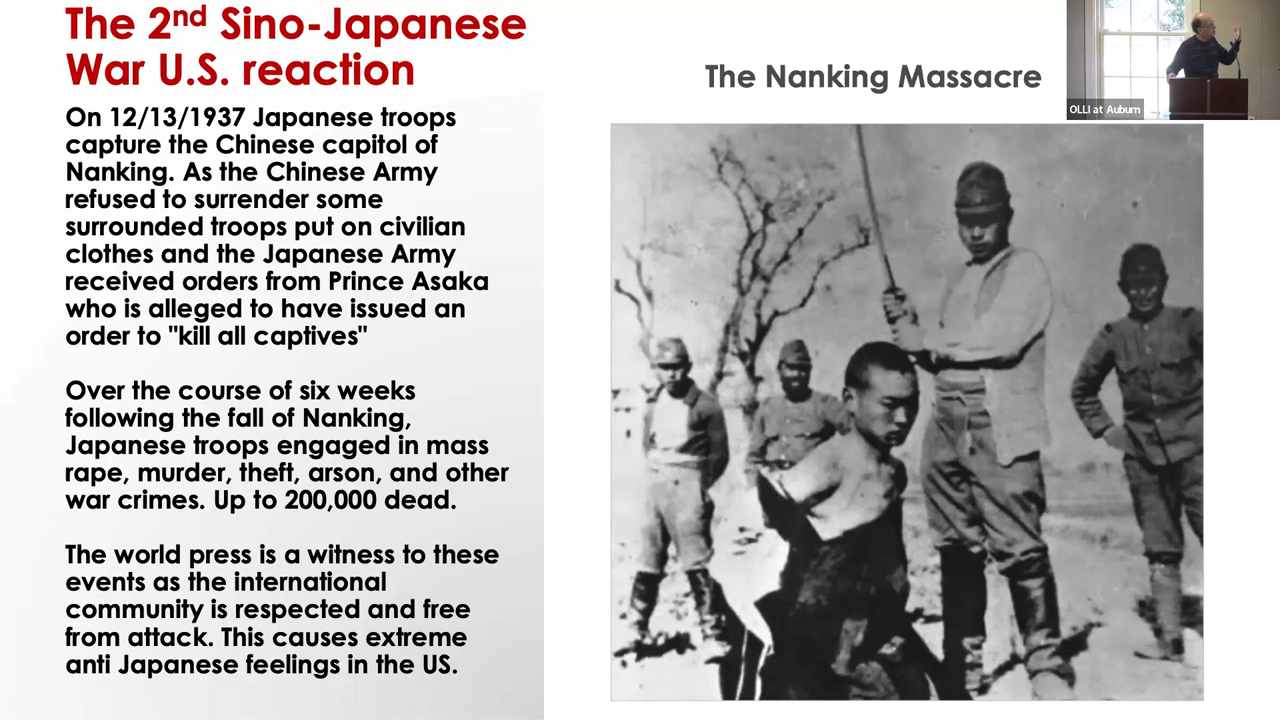 The 2nd Sino-Japanese
War U.S. reaction
On 12/13/1937 Japanese troops
capture the Chinese capitol of
Nanking. As the Chinese Army
refused to surrender some
surrounded troops put on civilian
clothes and the Japanese Army
received orders from Prince Asaka
who is alleged to have issued an
order to "kill all captives"
Over the course of six weeks
following the fall of Nanking,
Japanese troops engaged in mass
rape, murder, theft, arson, and other
war crimes. Up to 200,000 dead.
The world press is a witness to these
events as the international
community is respected and free
from attack. This causes extreme
anti Japanese feelings in the US.
The Nanking Massacre
OLLI at Auburn